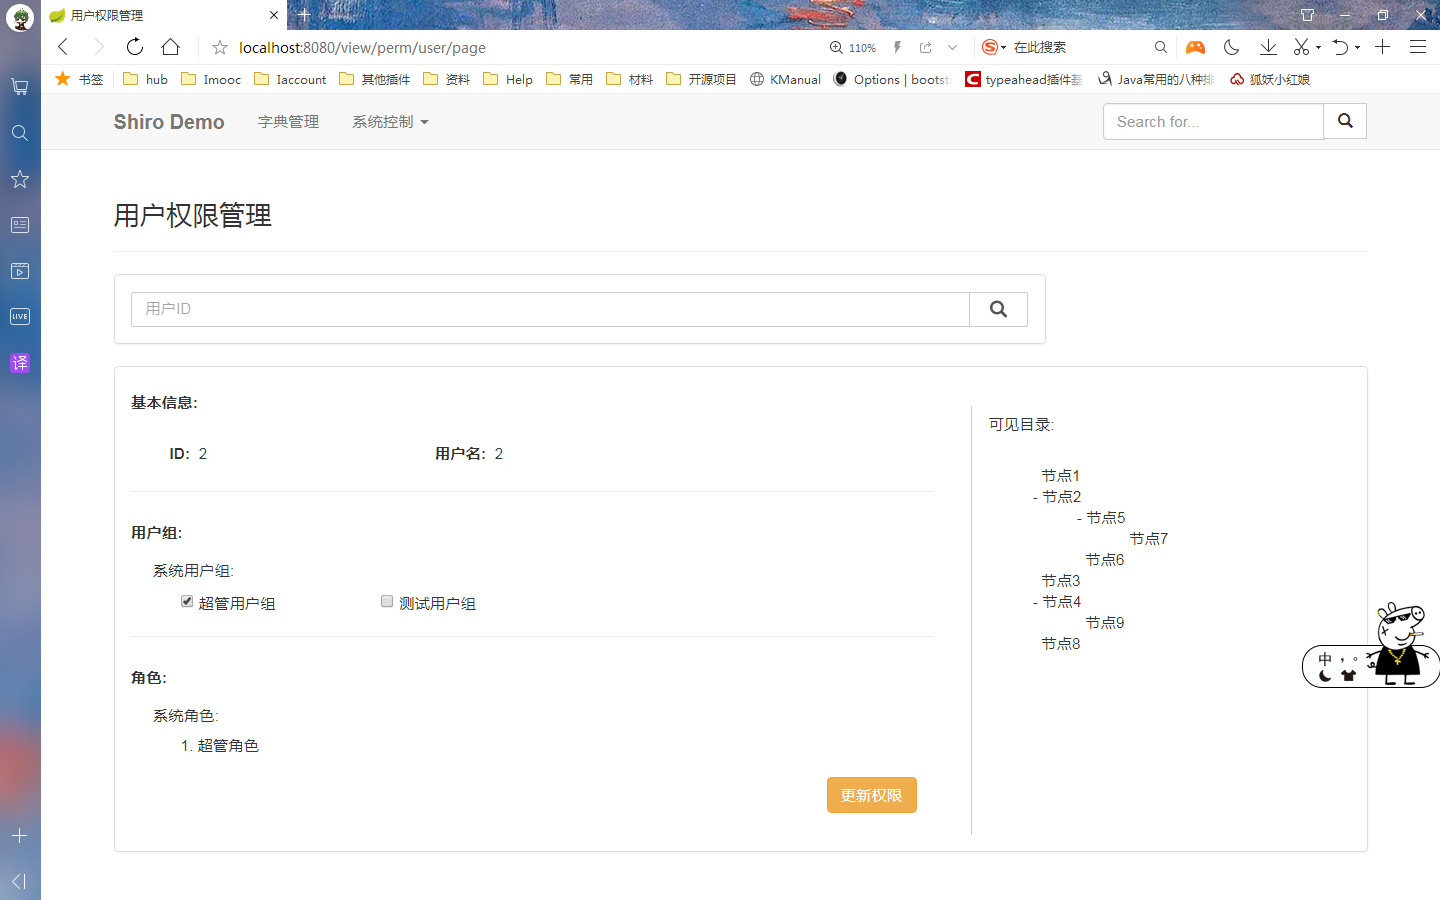 用户权限管理
localhost:8080/view/perm/user/page
110%
在此搜索
书签
hub
Imooc
Iaccount
其他插件
资料
Help
常用
材料
开源项目
KManual
Options | bootst
typeahead插件基
Java常用的八种排
狐妖小红娘
Shiro Demo
字典管理
系统控制
Search for...
用户权限管理
用户ID
基本信息:
ID: 2
用户名: 2
用户组:
系统用户组:
超管用户组
测试用户组
角色:
系统角色:
1. 超管角色
更新权限
可见目录:
节点1
- 节点2
- 节点5
节点7
节点6
节点3
- 节点4
节点9
节点8
LIVE
译
中 , 。